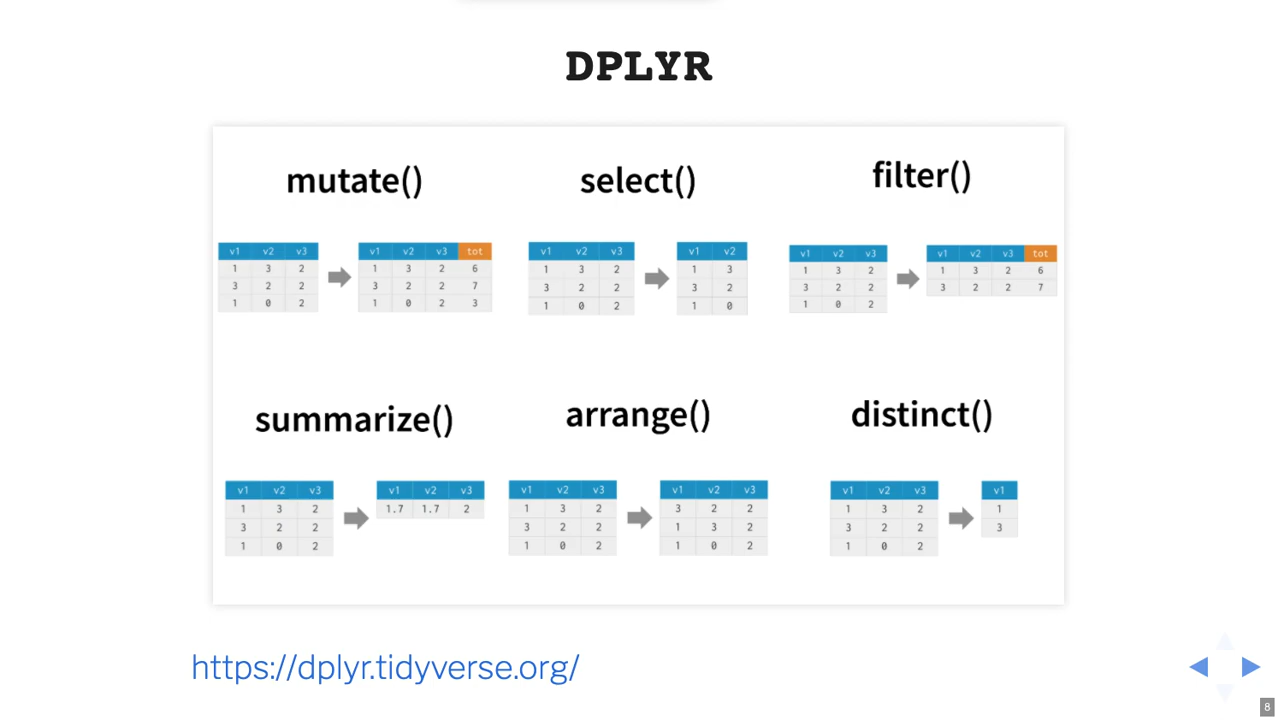 DPLYR
mutate()
v1 v2 v3
1 3 2
3 2 2
1 0 2
v1 v2 v3 tot
1 3 2 6
3 2 2 7
1 0 2 3
select()
v1 v2 v3
1 3 2
3 2 2
1 0 2
v1 v2
1 3
3 2
1 0
filter()
v1 v2 v3
1 3 2
3 2 2
1 0 2
v1 v2 v3 tot
1 3 2 6
3 2 2 7
summarize()
v1 v2 v3
1 3 2
3 2 2
1 0 2
v1 v2 v3
1.7 1.7 2
arrange()
v1 v2 v3
1 3 2
3 2 2
1 0 2
v1 v2 v3
3 2 2
1 3 2
1 0 2
distinct()
v1 v2 v3
1 3 2
3 2 2
1 0 2
v1
1
3
https://dplyr.tidyverse.org/
8